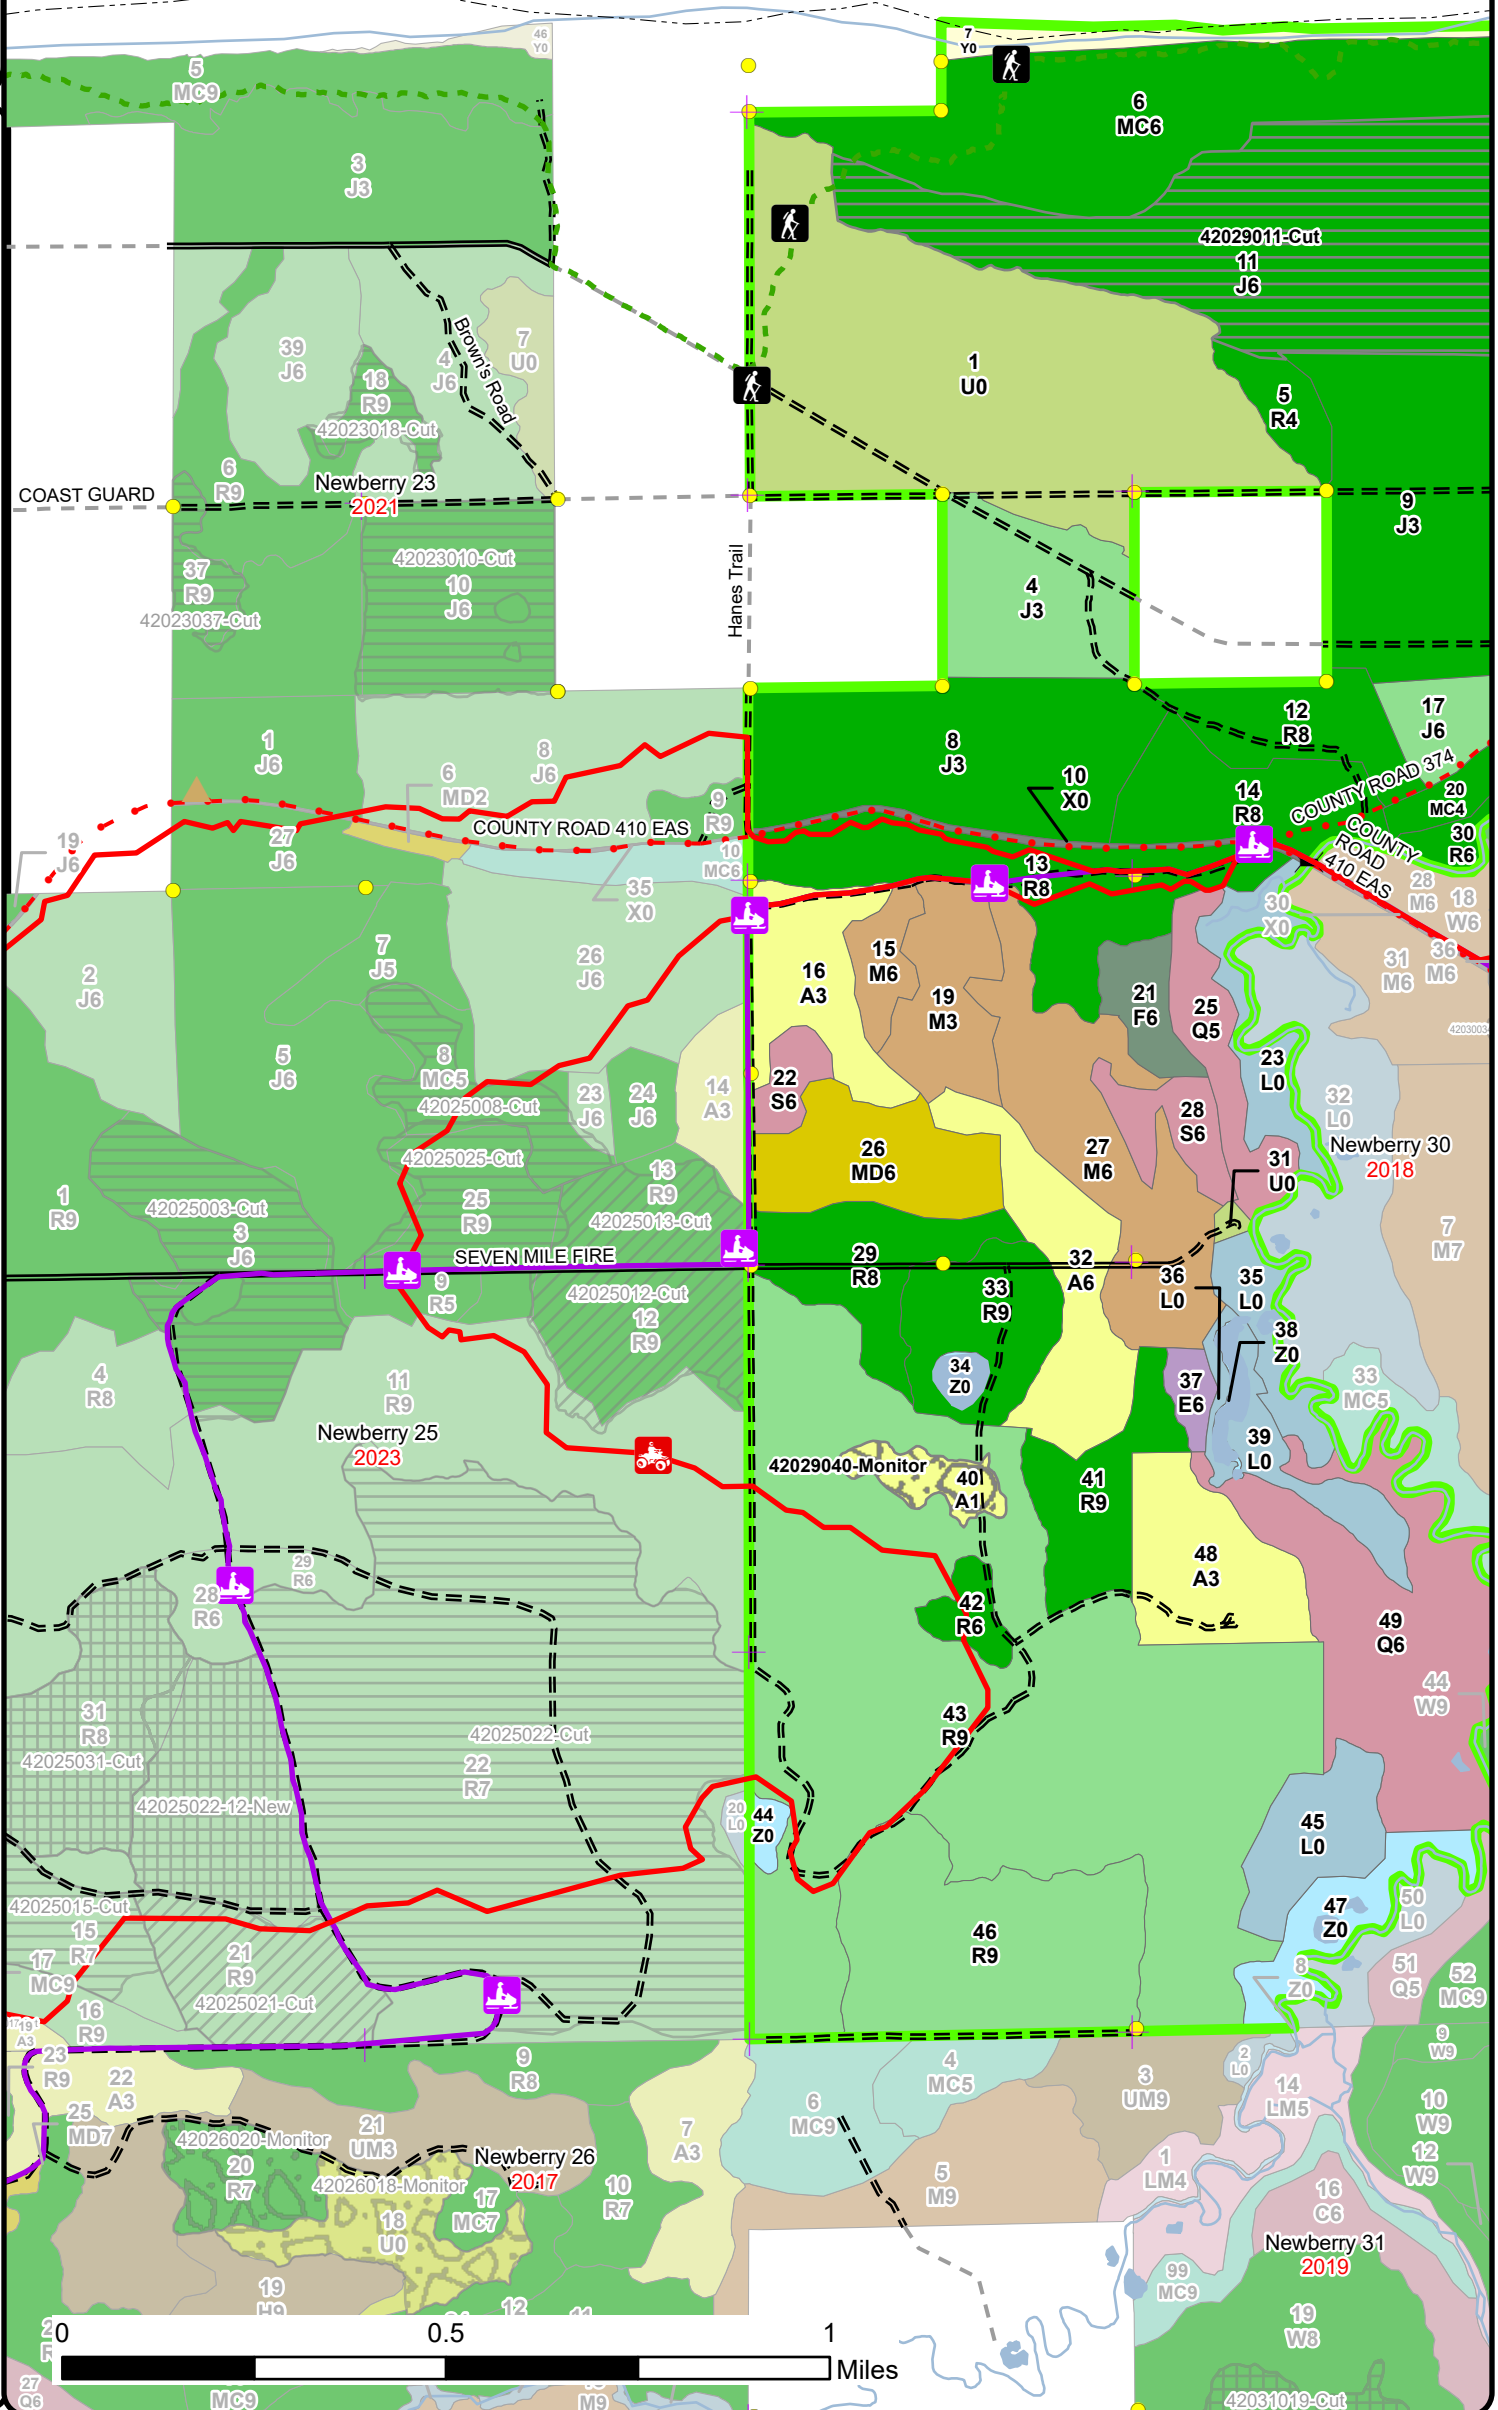 46
Y0
7
Y0
5
MC9
6
MC6
3
J3
42029011-Cut
11
J6
39
J6
4
J6
Brown's Road
7
U0
18
R9
42023018-Cut
1
U0
5
R4
6
R9
Newberry 23
2021
COAST GUARD
9
J3
42023010-Cut
10
J6
37
R9
42023037-Cut
Hanes Trail
4
J3
1
J6
8
J6
6
MD2
8
J3
12
R8
17
J6
10
X0
COUNTY ROAD 374
14
R8
20
MC4
9
R9
COUNTY ROAD 410 EAS
30
R6
19
J6
27
J6
10
MC6
13
R8
COUNTY
ROAD
410 EAS
35
X0
28
M6
18
W6
30
X0
2
J6
7
J5
26
J6
16
A3
15
M6
19
M3
21
F6
25
Q5
31
M6
36
M6
4203003
5
J6
8
MC5
42025008-Cut
23
J6
24
J6
14
A3
22
S6
23
L0
32
L0
28
S6
42025025-Cut
26
MD6
27
M6
Newberry 30
2018
31
U0
1
R9
42025003-Cut
3
J6
25
R9
13
R9
42025013-Cut
7
M7
SEVEN MILE FIRE
29
R8
32
A6
36
L0
35
L0
9
R5
42025012-Cut
12
R9
33
R9
38
Z0
4
R8
11
R9
34
Z0
37
E6
33
MC5
Newberry 25
2023
42029040-Monitor
40
A1
41
R9
39
L0
48
A3
29
R6
28
R6
42
R6
49
Q6
44
W9
31
R8
42025031-Cut
42025022-Cut
22
R7
43
R9
42025022-12-New
20
L0
44
Z0
45
L0
42025015-Cut
15
R7
47
Z0
50
L0
46
R9
17
MC9
21
R9
42025021-Cut
8
Z0
51
Q5
52
MC9
16
R9
19
A3
23
R9
22
A3
9
R8
4
MC5
3
UM9
2
L0
9
W9
14
LM5
25
MD7
42026020-Monitor
20
R7
21
UM3
6
MC9
7
A3
10
W9
Newberry 26
2017
42026018-Monitor
17
MC7
10
R7
5
M9
1
LM4
12
W9
18
U0
16
C6
Newberry 31
2019
19
H9
99
MC9
12
19
W8
0
0.5
1
Miles
27
Q6
MC9
M9
42031019-Cut